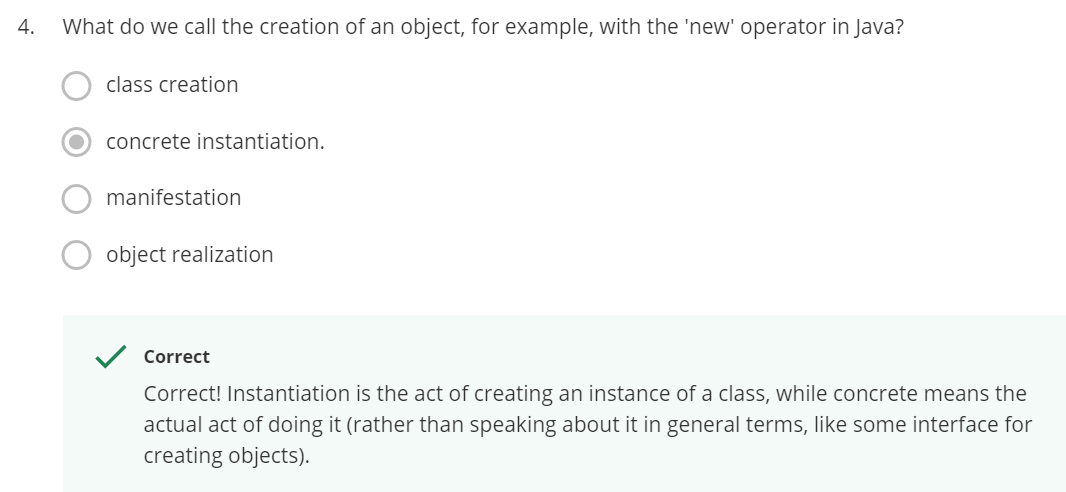 4. What do we call the creation of an object, for example, with the 'new' operator in Java?
class creation
concrete instantiation.
manifestation
object realization
Correct
Correct! Instantiation is the act of creating an instance of a class, while concrete means the
actual act of doing it (rather than speaking about it in general terms, like some interface for
creating objects).